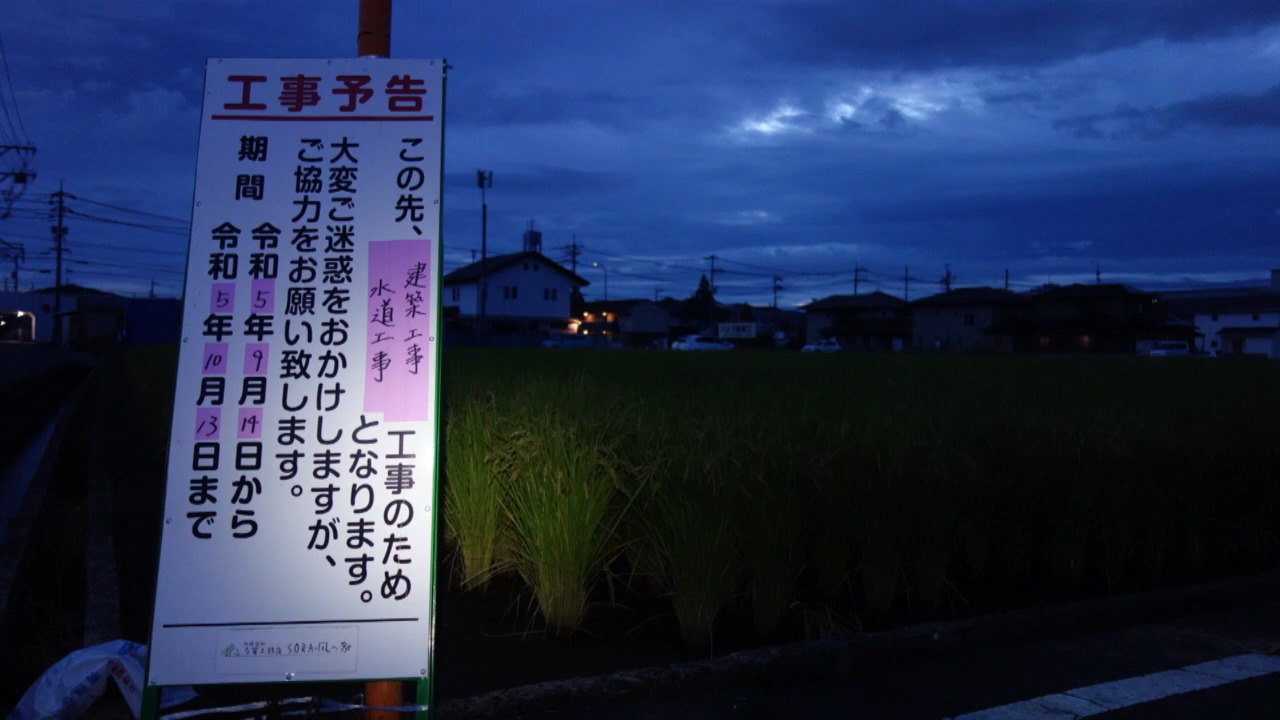 工事予告
この先、建築工事
水道工事
工事のため
となります。
大変ご迷惑をおかけしますが、
ご協力をお願い致します。
期間
令和5年9月14日から
令和5年10月13日まで
SORA